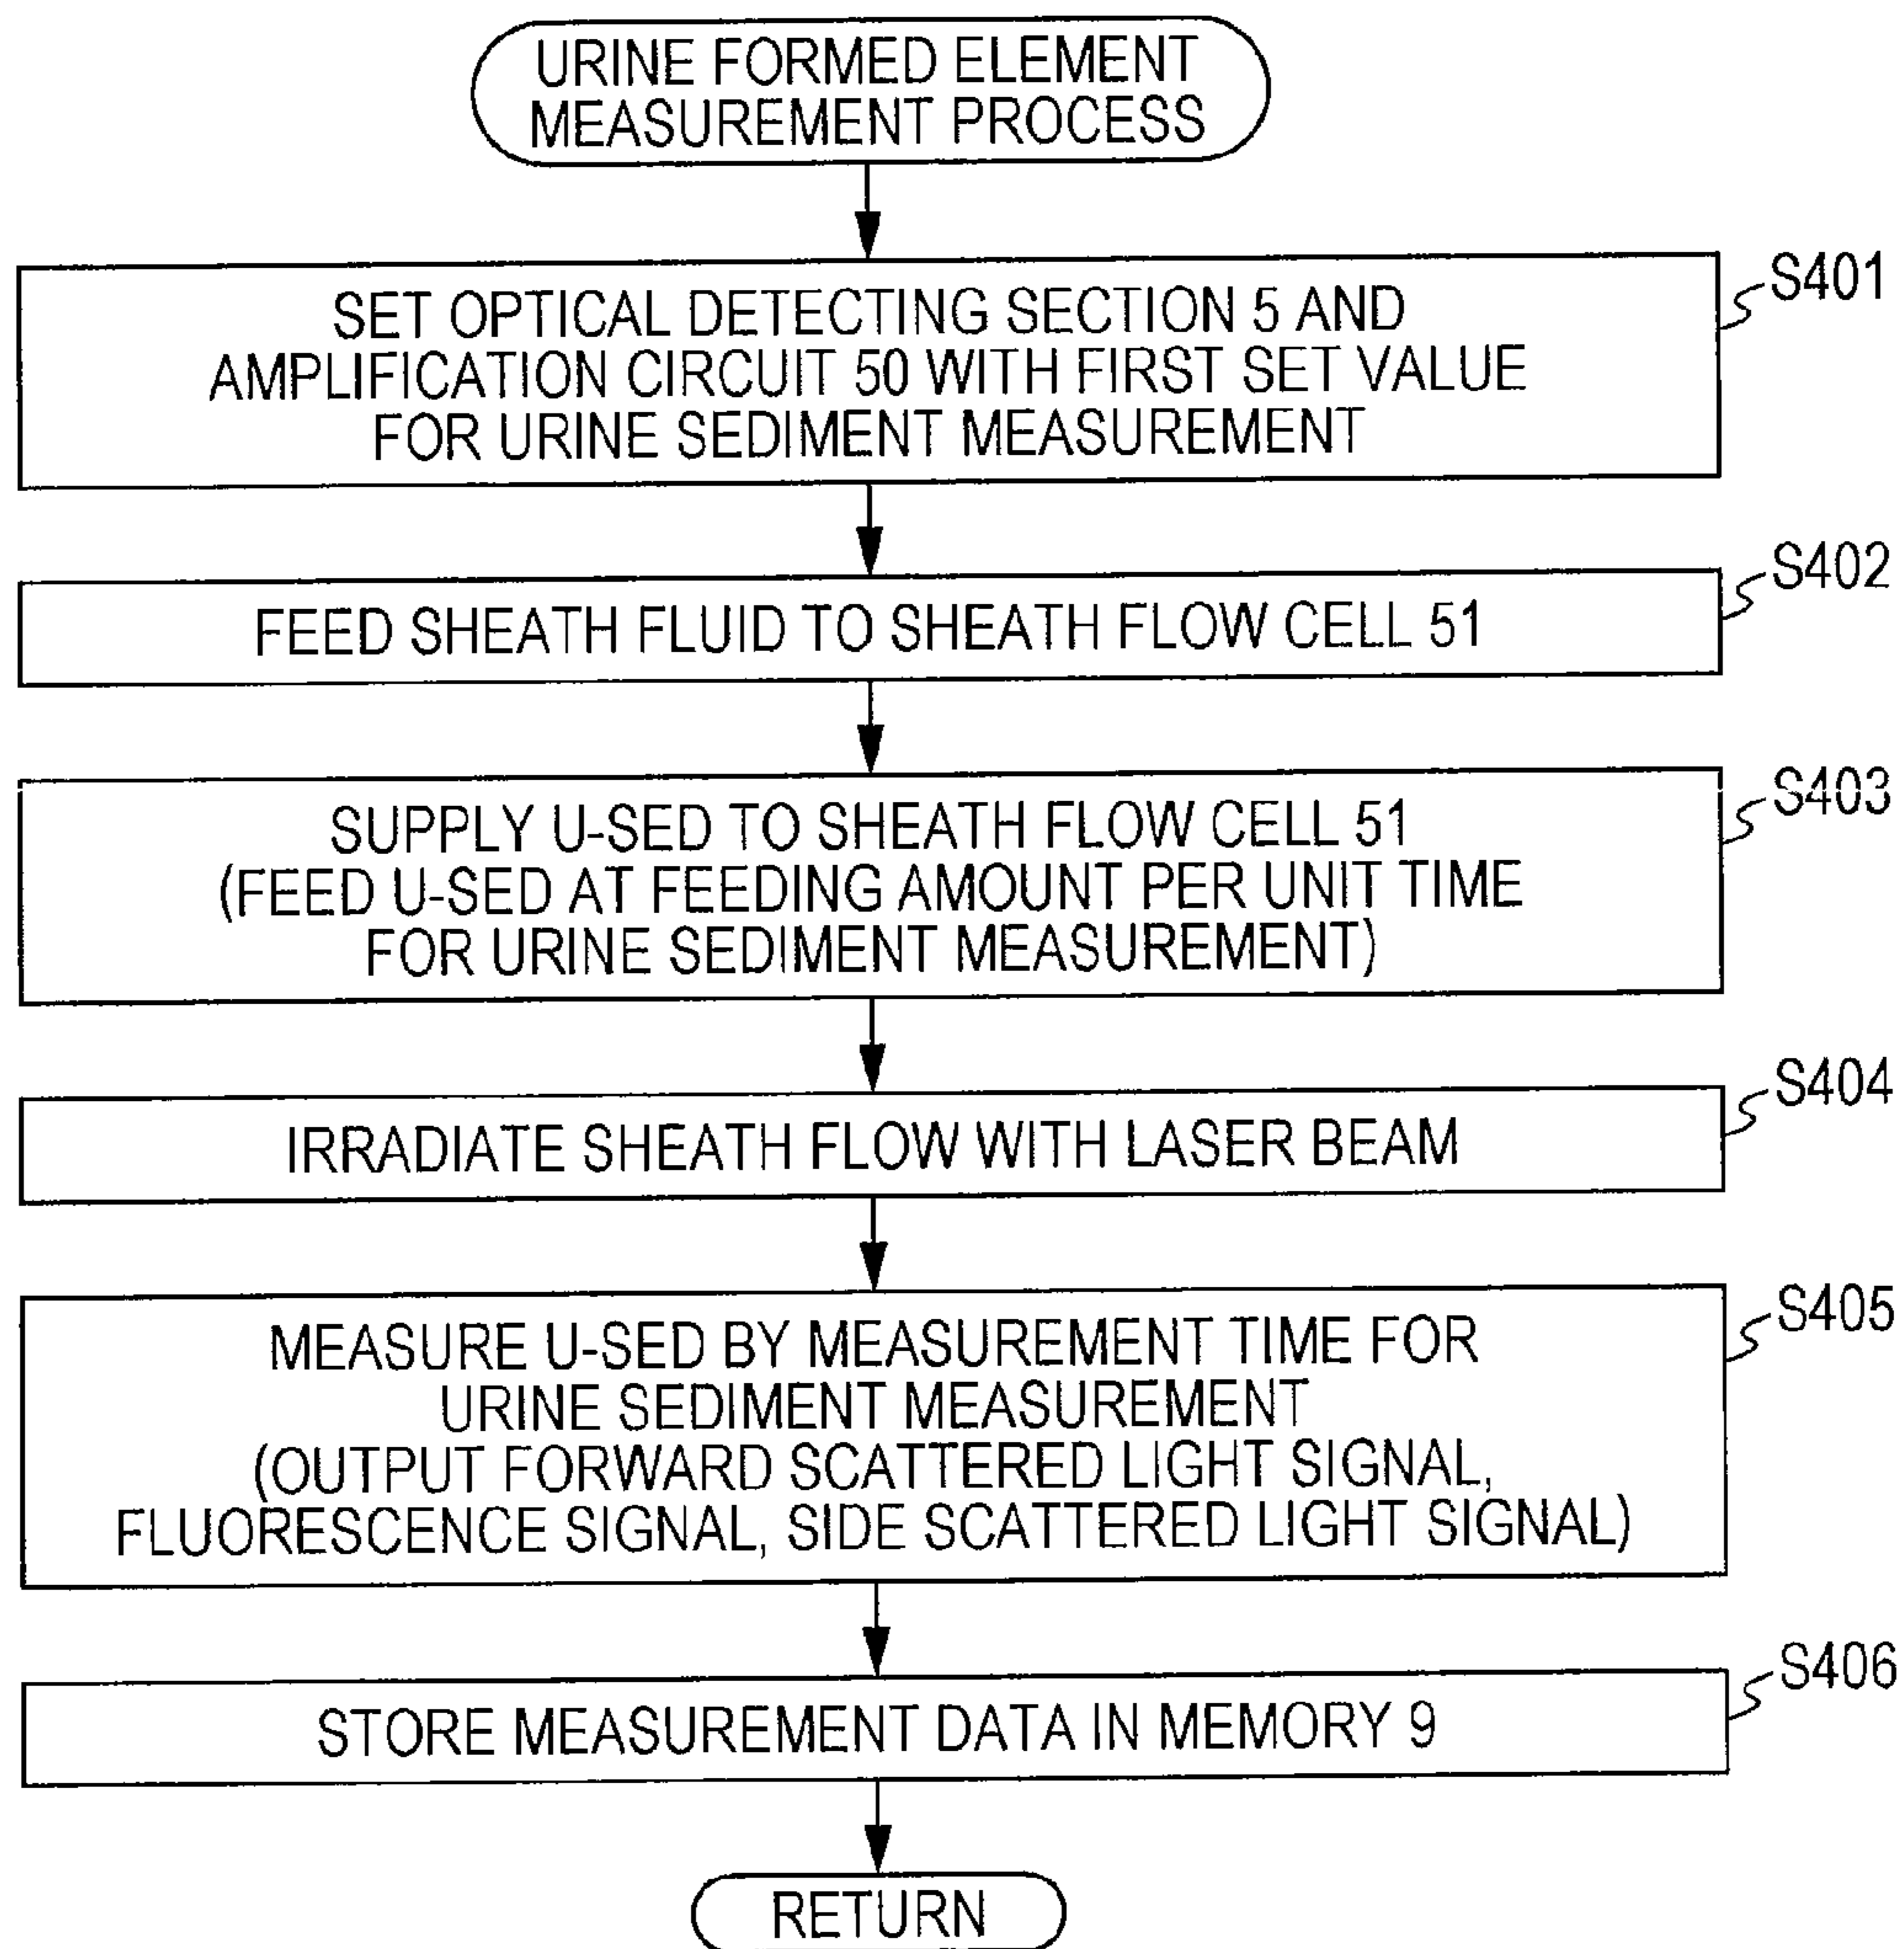 URINE FORMED ELEMENT
MEASUREMENT PROCESS
S401
SET OPTICAL DETECTING SECTION 5 AND
AMPLIFICATION CIRCUIT 50 WITH FIRST SET VALUE
FOR URINE SEDIMENT MEASUREMENT
S402
FEED SHEATH FLUID TO SHEATH FLOW CELL 51
S403
SUPPLY U-SED TO SHEATH FLOW CELL 51
(FEED U-SED AT FEEDING AMOUNT PER UNIT TIME
FOR URINE SEDIMENT MEASUREMENT)
S404
IRRADIATE SHEATH FLOW WITH LASER BEAM
S405
MEASURE U-SED BY MEASUREMENT TIME FOR
URINE SEDIMENT MEASUREMENT
(OUTPUT FORWARD SCATTERED LIGHT SIGNAL,
FLUORESCENCE SIGNAL, SIDE SCATTERED LIGHT SIGNAL)
S406
STORE MEASUREMENT DATA IN MEMORY 9
RETURN